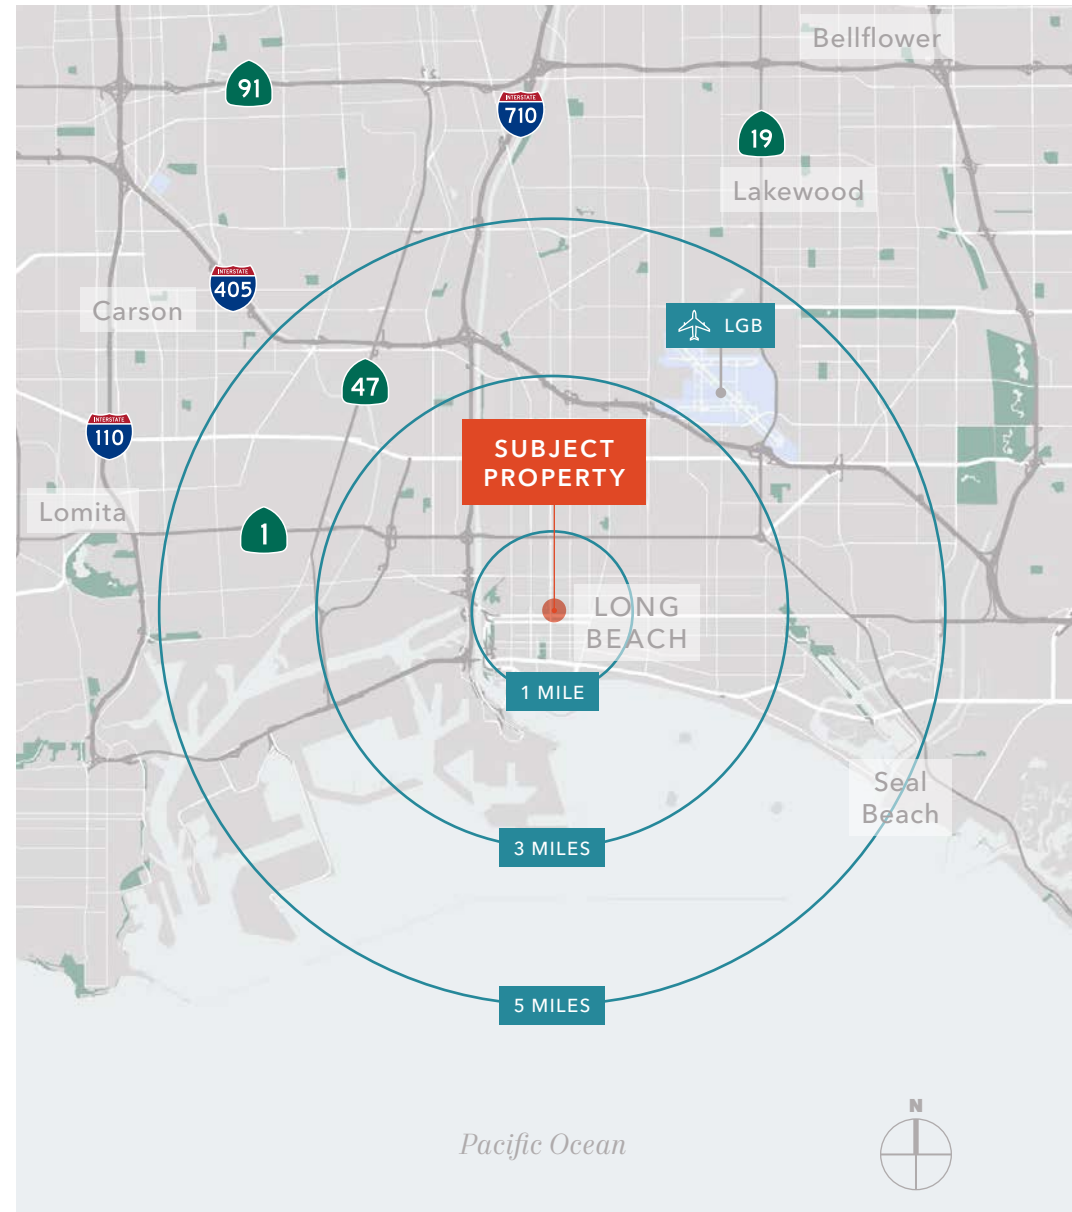 Bellflower
91
INTERSTATE
710
19
Lakewood
INTERSTATE
405
Carson
LGB
47
INTERSTATE
110
SUBJECT
PROPERTY
Lomita
1
LONG
BEACH
1 MILE
Seal
Beach
3 MILES
5 MILES
N
Pacific Ocean